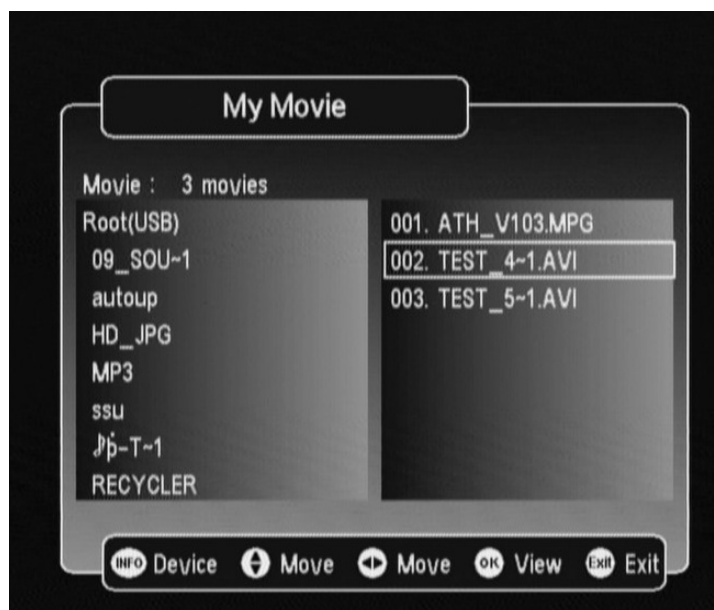 My Movie
Movie : 3 movies
Root(USB)
09_SOU~1
autoup
HD_JPG
MP3
ssu
RECYCLER
001. ATH_V103.MPG
002. TEST_4~1.AVI
003. TEST_5~1.AVI
INFO Device Move Move OK View Exit Exit